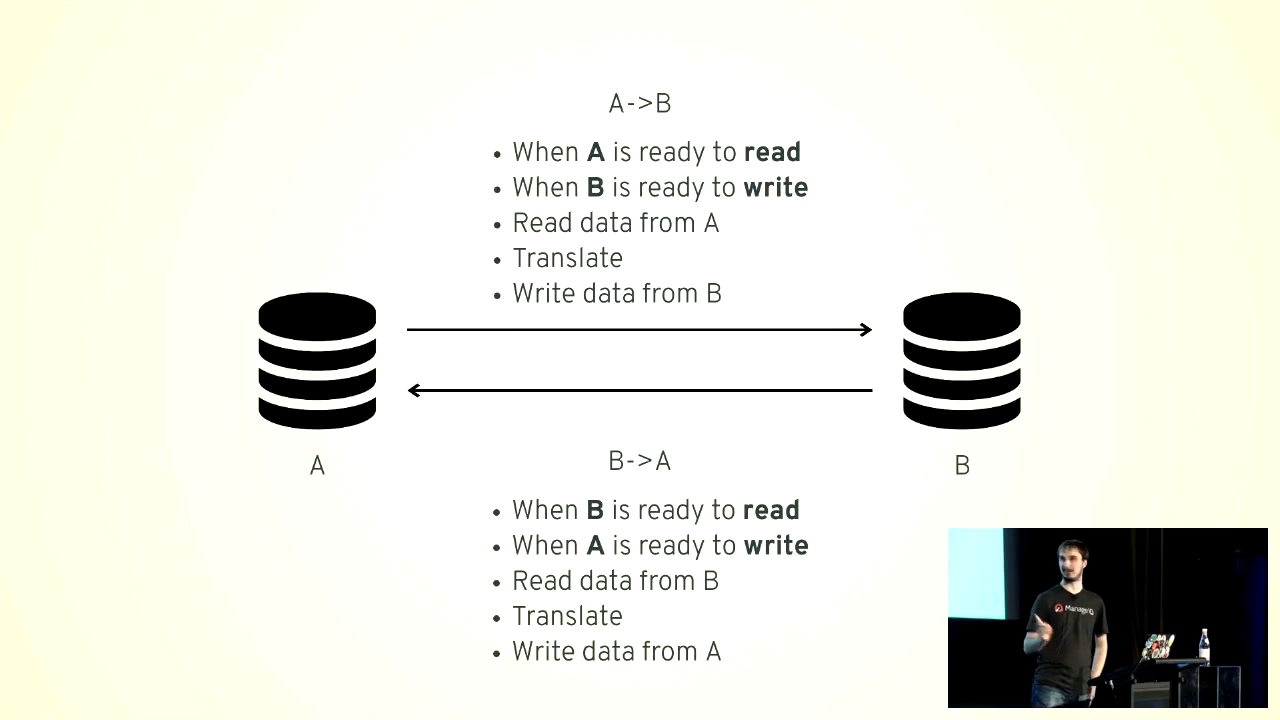 A->B
• When A is ready to read
• When B is ready to write
• Read data from A
• Translate
• Write data from B
A
B
B->A
• When B is ready to read
• When A is ready to write
• Read data from B
• Translate
• Write data from A
ManageIQ